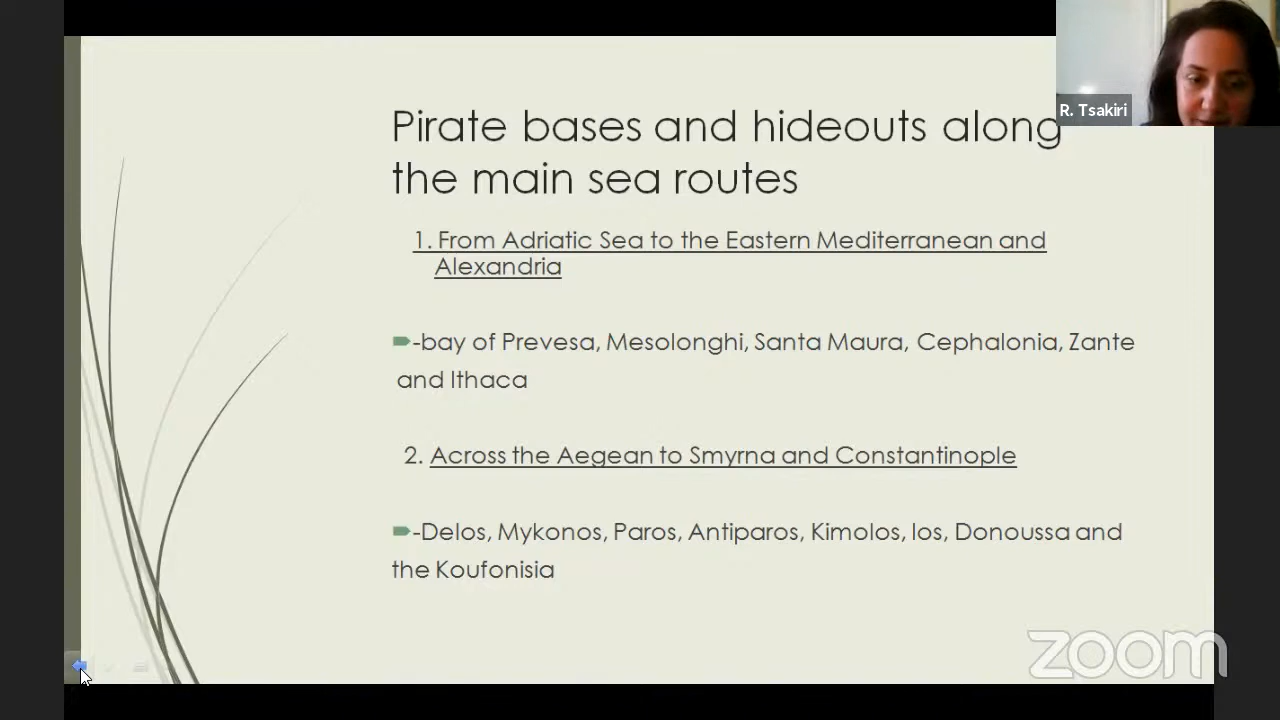 R. Tsakiri
Pirate bases and hideouts along
the main sea routes
1. From Adriatic Sea to the Eastern Mediterranean and
Alexandria
-bay of Prevesa, Mesolonghi, Santa Maura, Cephalonia, Zante
and Ithaca
2. Across the Aegean to Smyrna and Constantinople
-Delos, Mykonos, Paros, Antiparos, Kimolos, Ios, Donoussa and
the Koufonisia
zoom